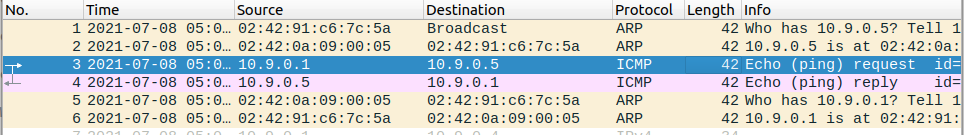 No. Time Source Destination Protocol Length Info
1 2021-07-08 05:0… 02:42:91:c6:7c:5a Broadcast ARP 42 Who has 10.9.0.5? Tell 1
2 2021-07-08 05:0… 02:42:0a:09:00:05 02:42:91:c6:7c:5a ARP 42 10.9.0.5 is at 02:42:0a:
3 2021-07-08 05:0… 10.9.0.1 10.9.0.5 ICMP 42 Echo (ping) request id=
4 2021-07-08 05:0… 10.9.0.5 10.9.0.1 ICMP 42 Echo (ping) reply id=
5 2021-07-08 05:0… 02:42:0a:09:00:05 02:42:91:c6:7c:5a ARP 42 Who has 10.9.0.1? Tell 1
6 2021-07-08 05:0… 02:42:91:c6:7c:5a 02:42:0a:09:00:05 ARP 42 10.9.0.1 is at 02:42:91: